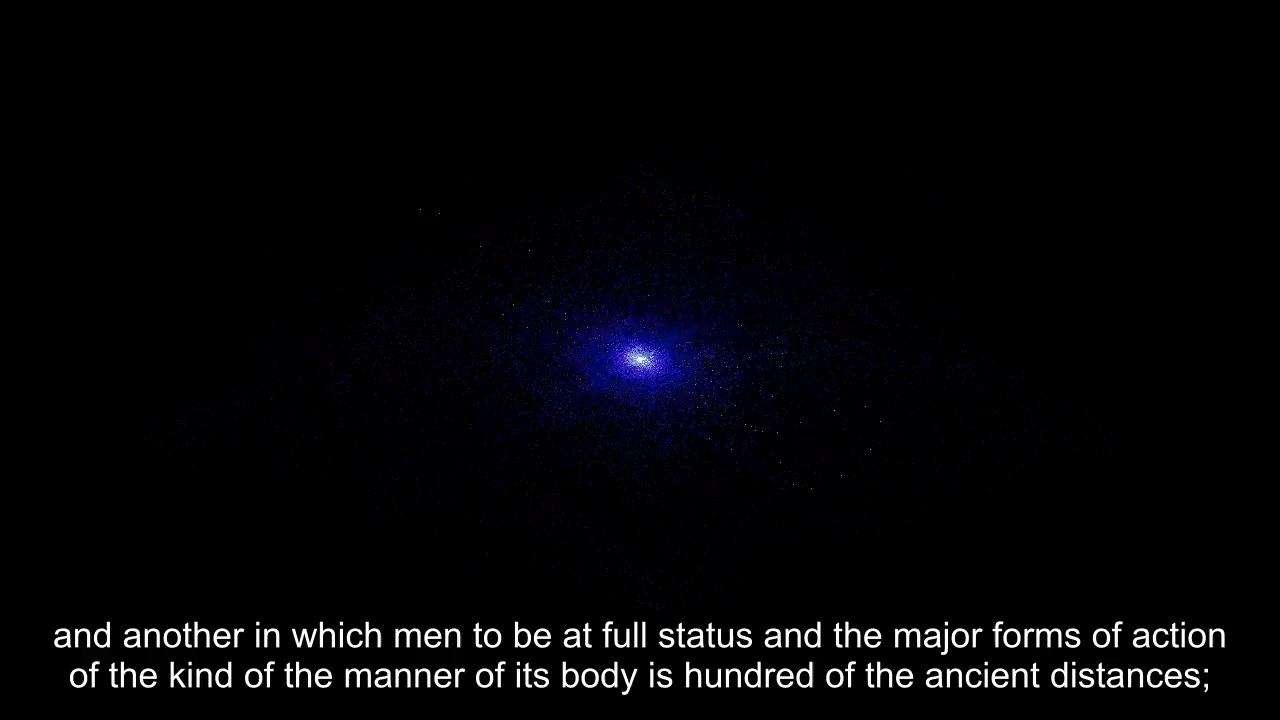 and another in which men to be at full status and the major forms of action
of the kind of the manner of its body is hundred of the ancient distances;